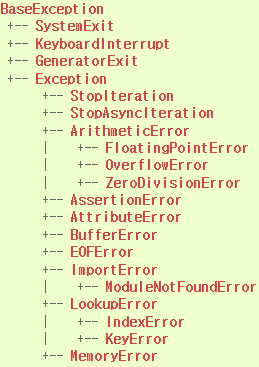 BaseException
 +-- SystemExit
 +-- KeyboardInterrupt
 +-- GeneratorExit
 +-- Exception
      +-- StopIteration
      +-- StopAsyncIteration
      +-- ArithmeticError
      |    +-- FloatingPointError
      |    +-- OverflowError
      |    +-- ZeroDivisionError
      +-- AssertionError
      +-- AttributeError
      +-- BufferError
      +-- EOFError
      +-- ImportError
      |    +-- ModuleNotFoundError
      +-- LookupError
      |    +-- IndexError
      |    +-- KeyError
      +-- MemoryError